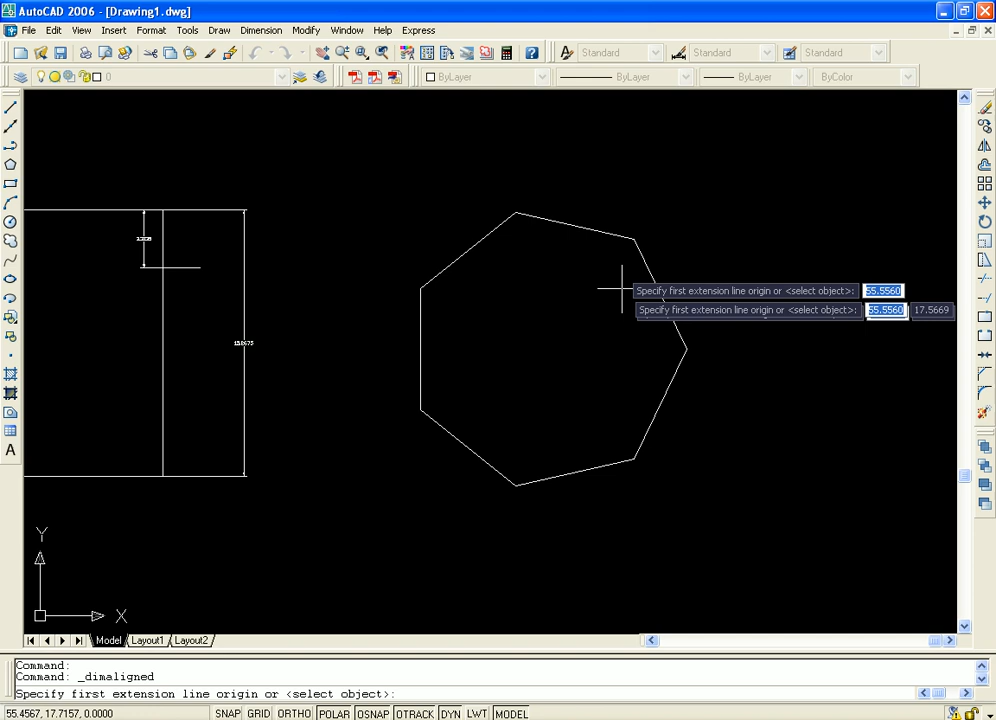 AutoCAD 2006 - [Drawing1.dwg]
File Edit View Insert Format Tools Draw Dimension Modify Window Help Express
Standard Standard Standard
0 ByLayer ByLayer ByLayer ByColor
Specify first extension line origin or <select object>: 55.5560
Specify first extension line origin or <select object>: 55.5560 17.5669
A
Y
X
Model Layout1 Layout2
Command:
Command: _dimaligned
Specify first extension line origin or <select object>:
55.4567, 17.7157, 0.0000 SNAP GRID ORTHO POLAR OSNAP OTRACK DYN LWT MODEL